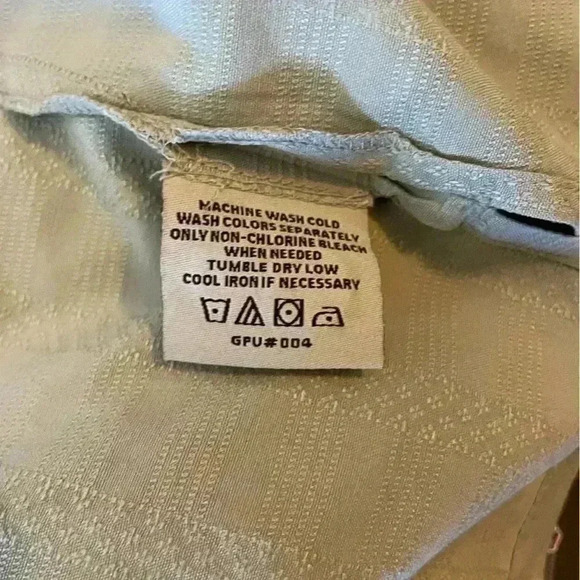 MACHINE WASH COLD
WASH COLORS SEPARATELY
ONLY NON-CHLORINE BLEACH
WHEN NEEDED
TUMBLE DRY LOW
COOL IRON IF NECESSARY
GPU#004